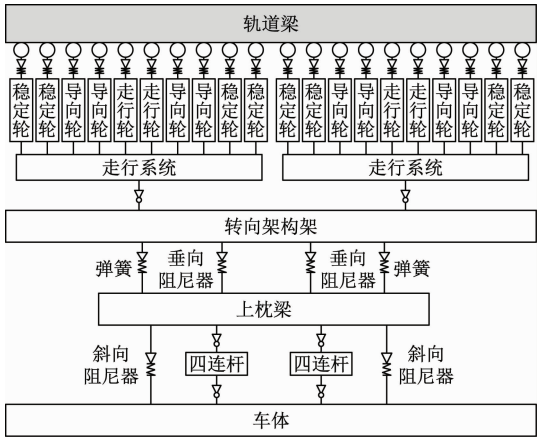 轨道梁
稳定轮
稳定轮
导向轮
导向轮
走行轮
走行轮
导向轮
导向轮
稳定轮
稳定轮
稳定轮
稳定轮
导向轮
导向轮
走行轮
走行轮
导向轮
导向轮
稳定轮
稳定轮
走行系统
走行系统
转向架构架
弹簧
垂向
阻尼器
垂向
阻尼器
弹簧
上枕梁
斜向
阻尼器
四连杆
四连杆
斜向
阻尼器
车体